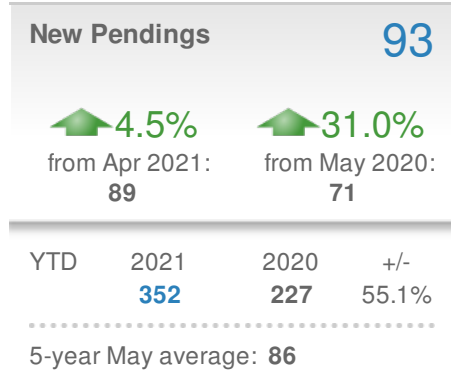 New Pendings 93
4.5% 31.0%
from Apr 2021: from May 2020:
89 71
YTD 2021 2020 +/-
352 227 55.1%
5-year May average: 86